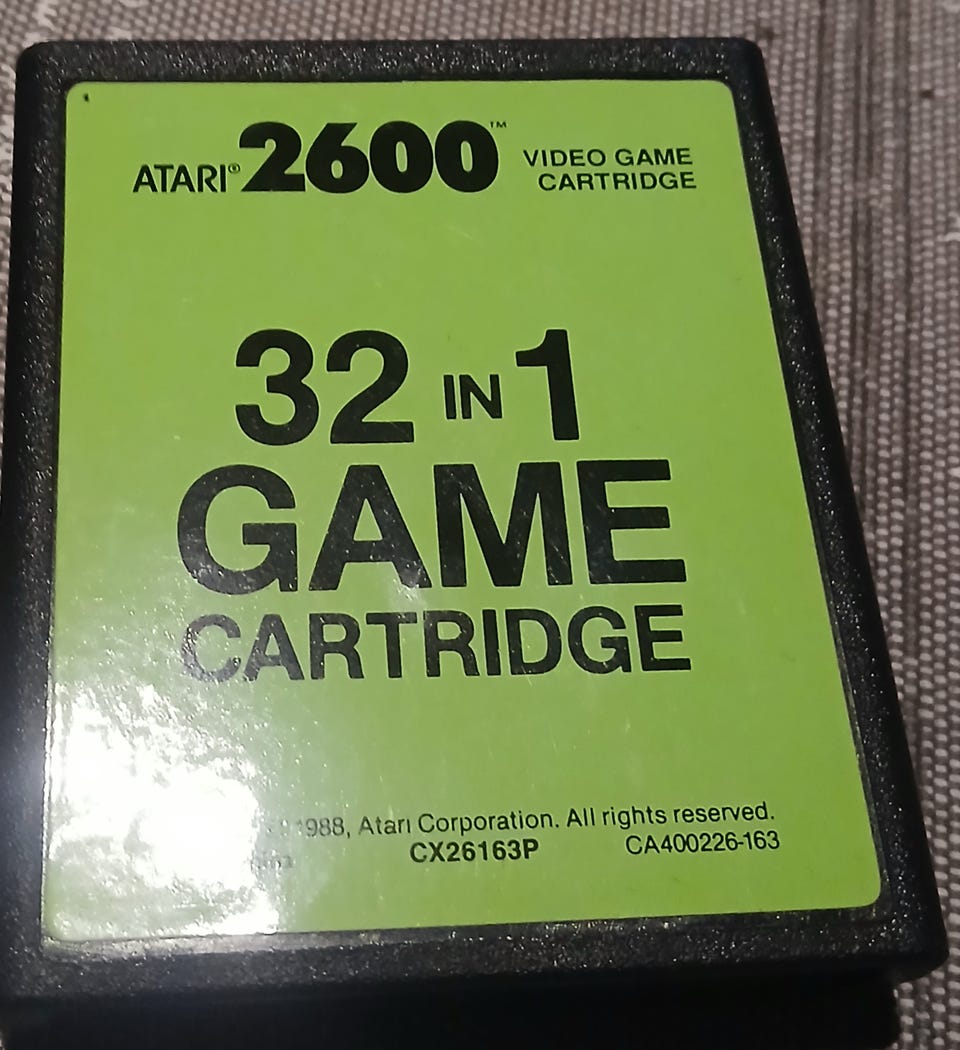 ATARI® 2600™ VIDEO GAME
CARTRIDGE
32 IN 1
GAME
CARTRIDGE
1988, Atari Corporation. All rights reserved.
CX26163P CA400226-163